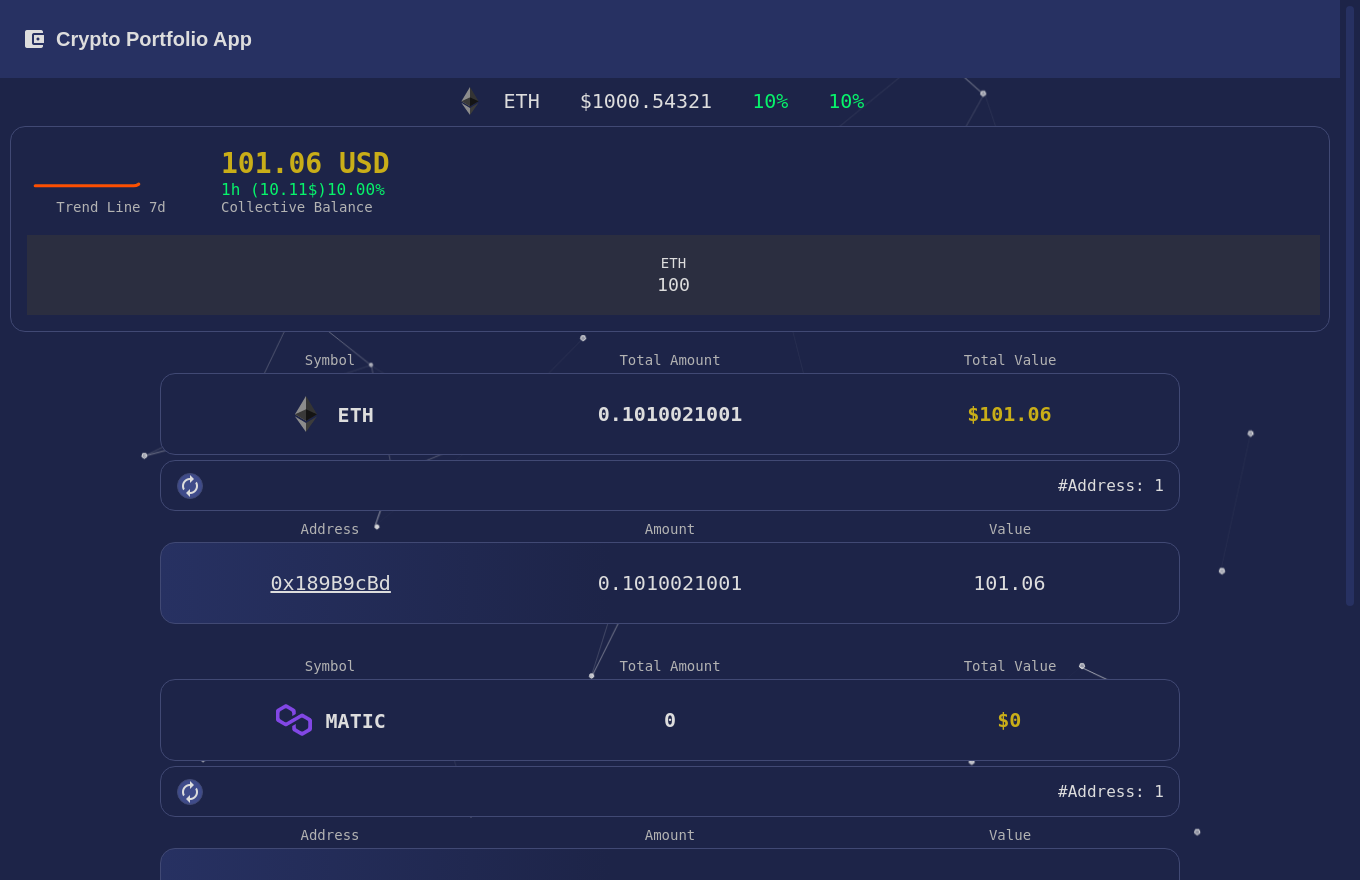 Crypto Portfolio App
ETH $1000.54321 10% 10%
101.06 USD
1h (10.11$)10.00%
Trend Line 7d Collective Balance
ETH
100
Symbol Total Amount Total Value
ETH 0.1010021001 $101.06
#Address: 1
Address Amount Value
0x189B9cBd 0.1010021001 101.06
Symbol Total Amount Total Value
MATIC 0 $0
#Address: 1
Address Amount Value